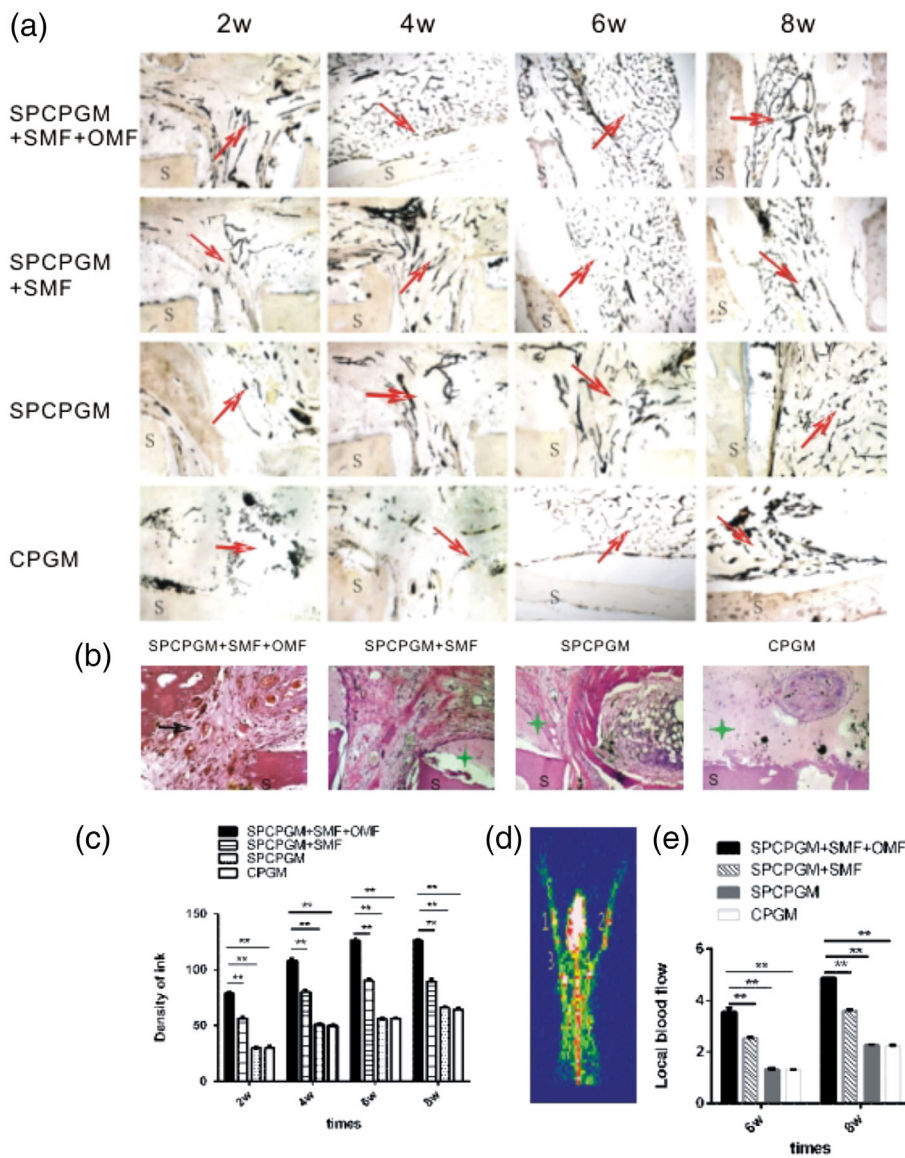 (a)
2w 4w 6w 8w
SPCPGM
+SMF+OMF
S S S
SPCPGM
+SMF
S S S S
SPCPGM
S S S S
CPGM
S S S S
(b)
SPCPGM+SMF+OMF SPCPGM+SMF SPCPGM CPGM
S S S S
(c)
SPCPGM+SMF+OMF
SPCPGM+SMF
SPCPGM
CPGM
Density of ink
150
100
50
0
** ** ** ** ** ** ** ** ** ** ** **
2w 4w 6w 8w
times
(d)
1 2
3
(e)
SPCPGM+SMF+OMF
SPCPGM+SMF
SPCPGM
CPGM
Local blood flow
6
4
2
0
** ** ** ** ** **
6w 8w
times